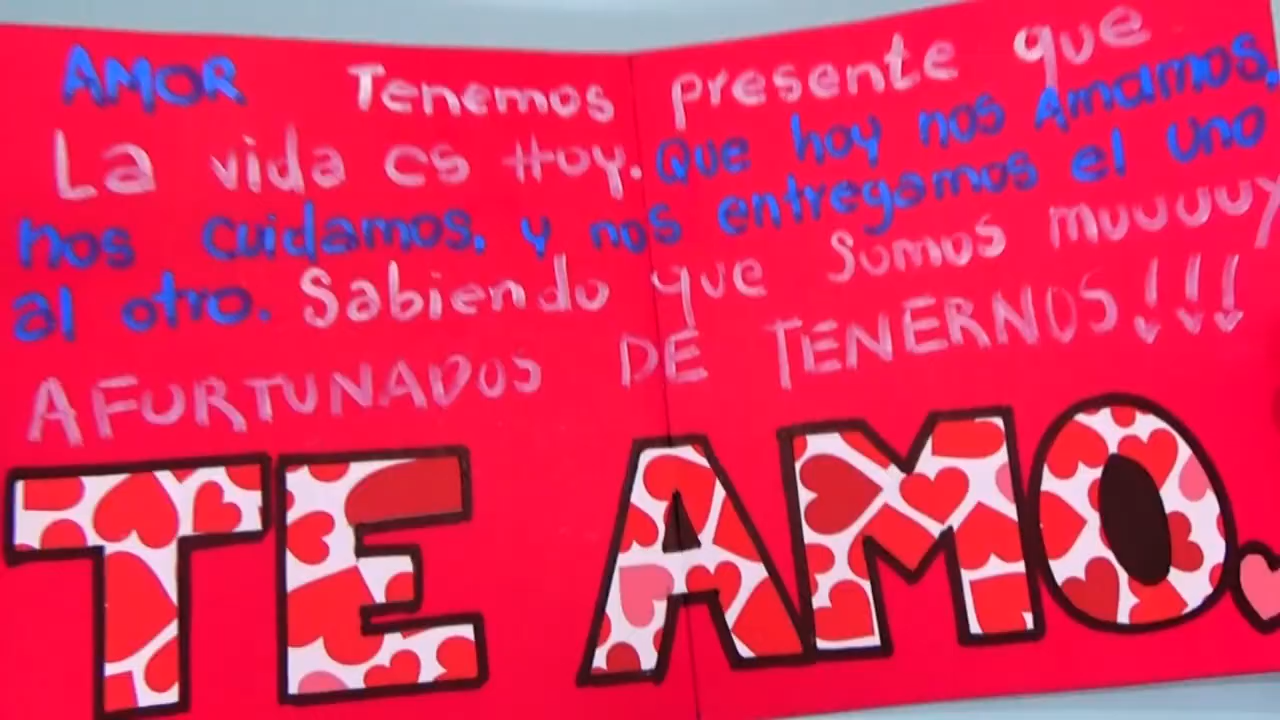 AMOR Tenemos presente que
La vida es Hoy. Que hoy nos Amamos,
nos cuidamos, y nos entregamos el uno
al otro. Sabiendo que Somos muuuuy
AFORTUNADOS DE TENERNOS!!!
TE AMO.